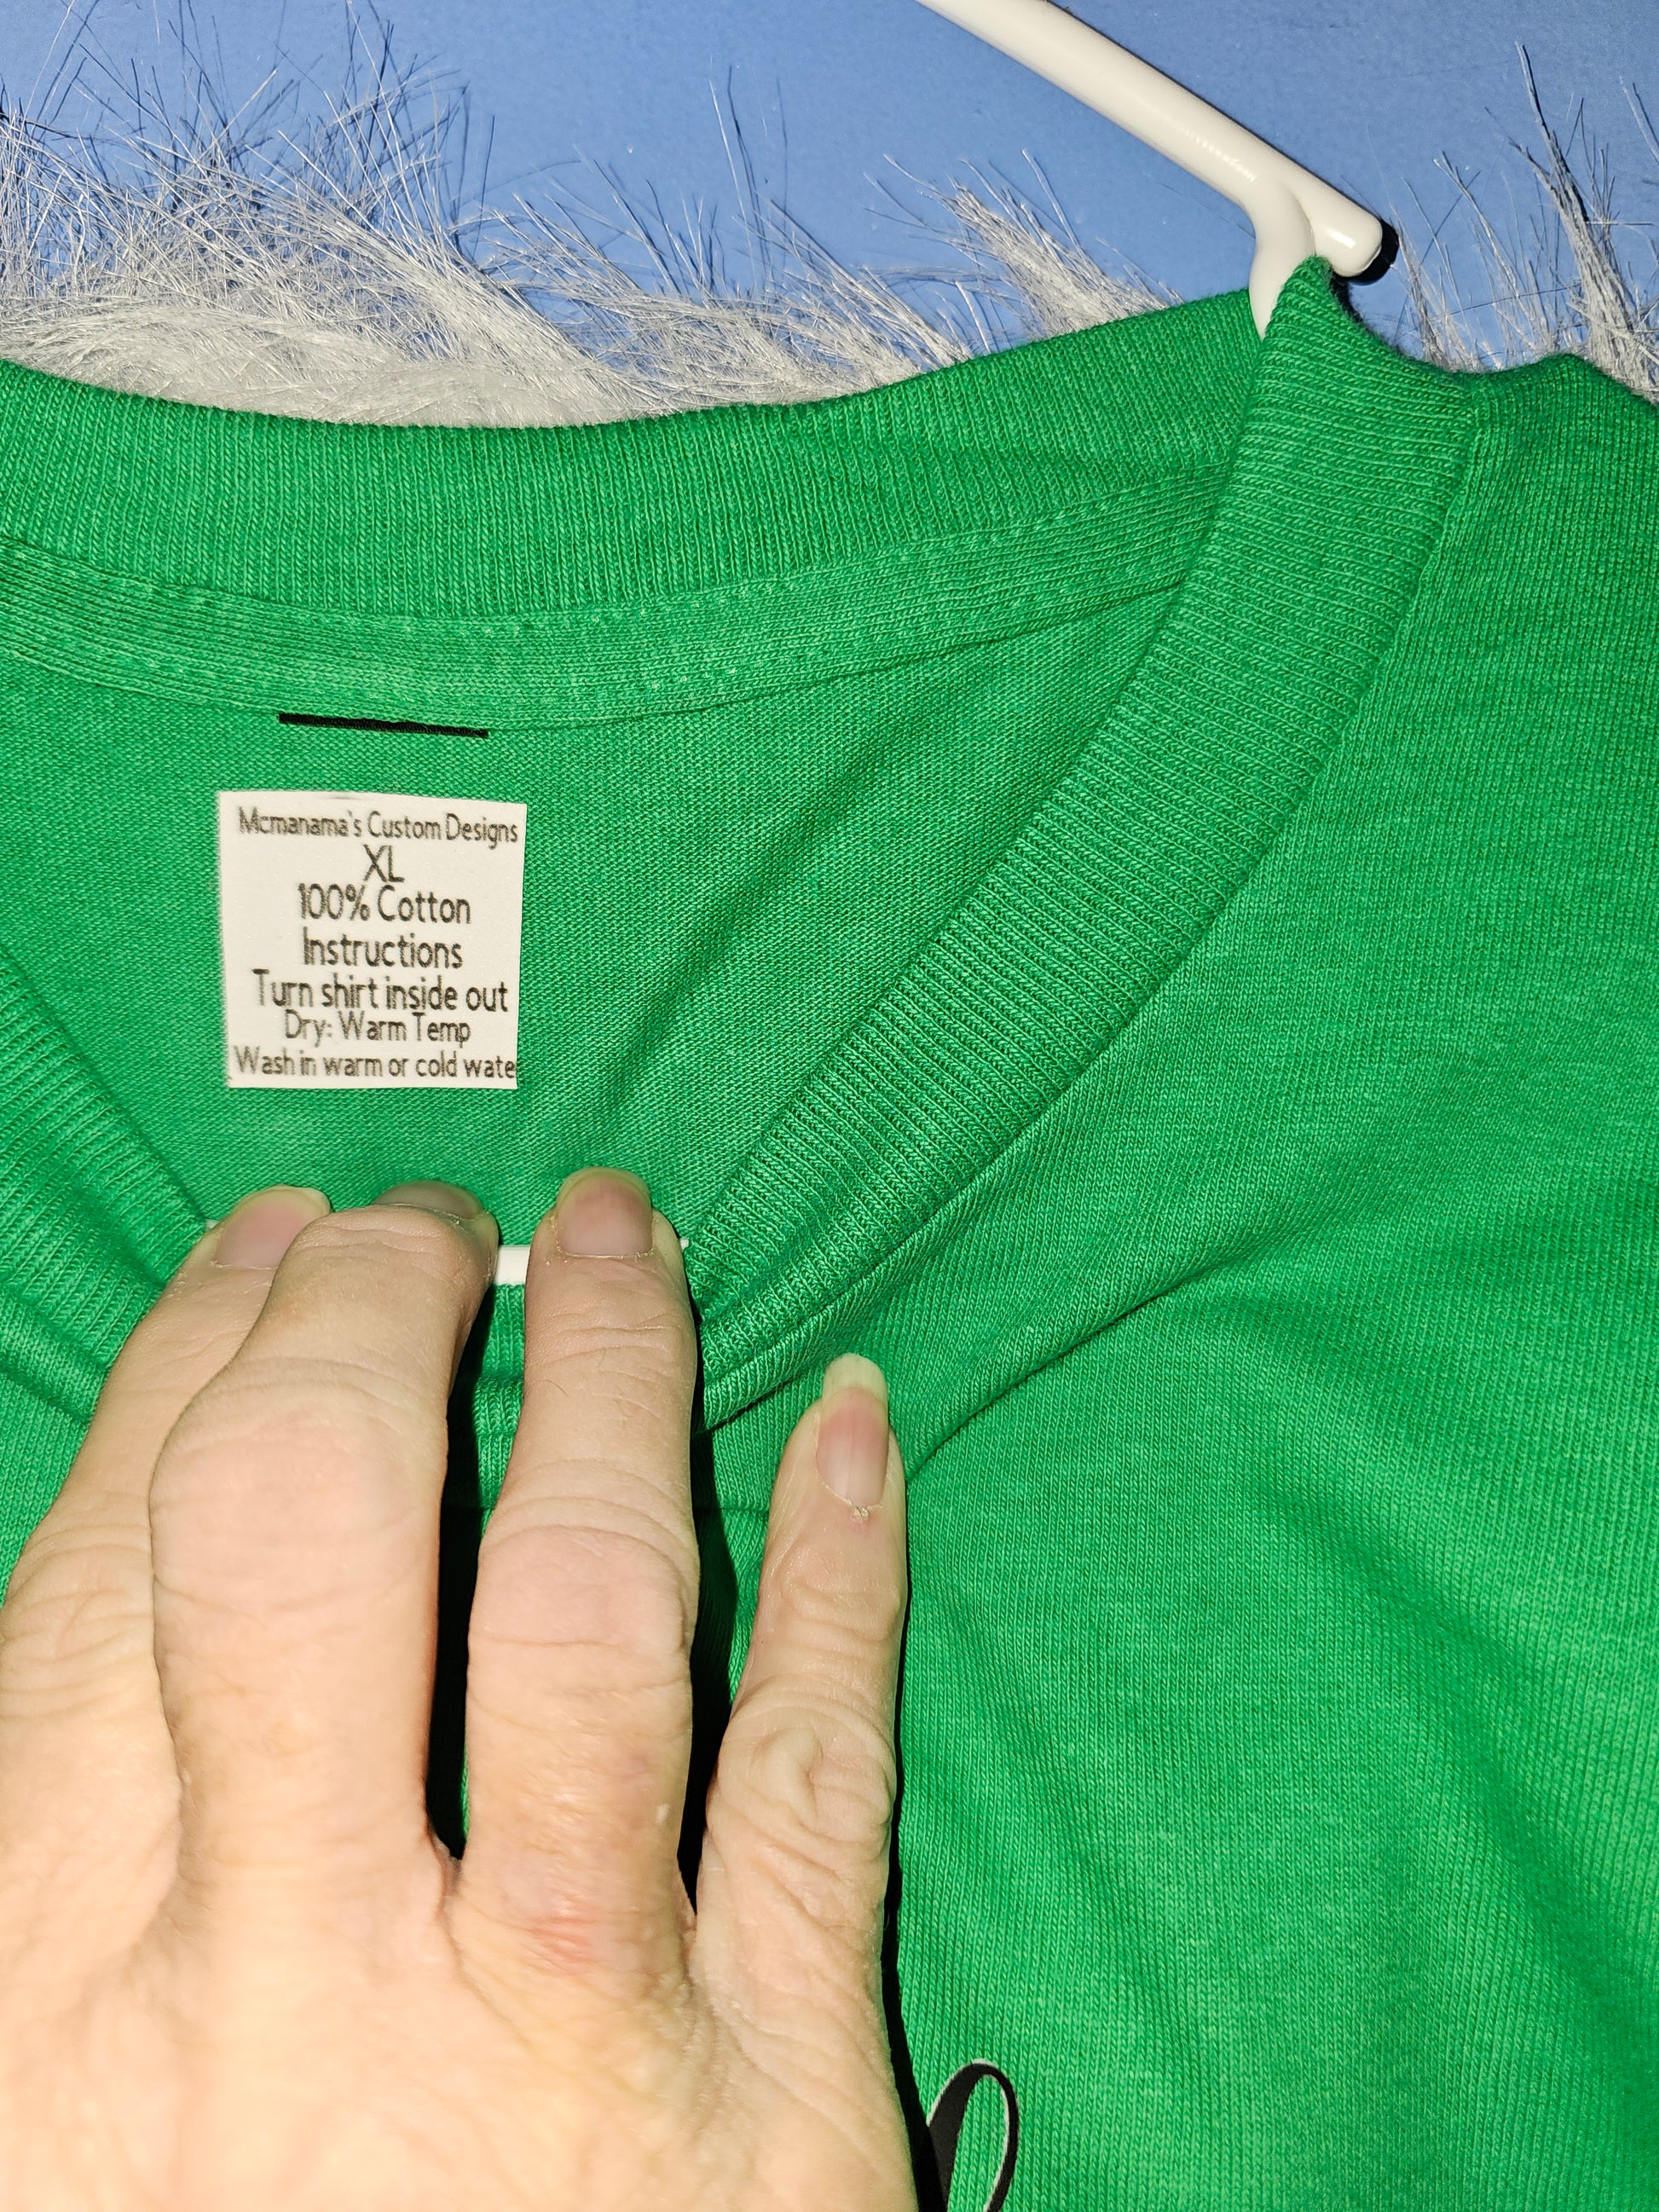 Mcmanama's Custom Designs
XL
100% Cotton
Instructions
Turn shirt inside out
Dry: Warm Temp
Wash in warm or cold wate